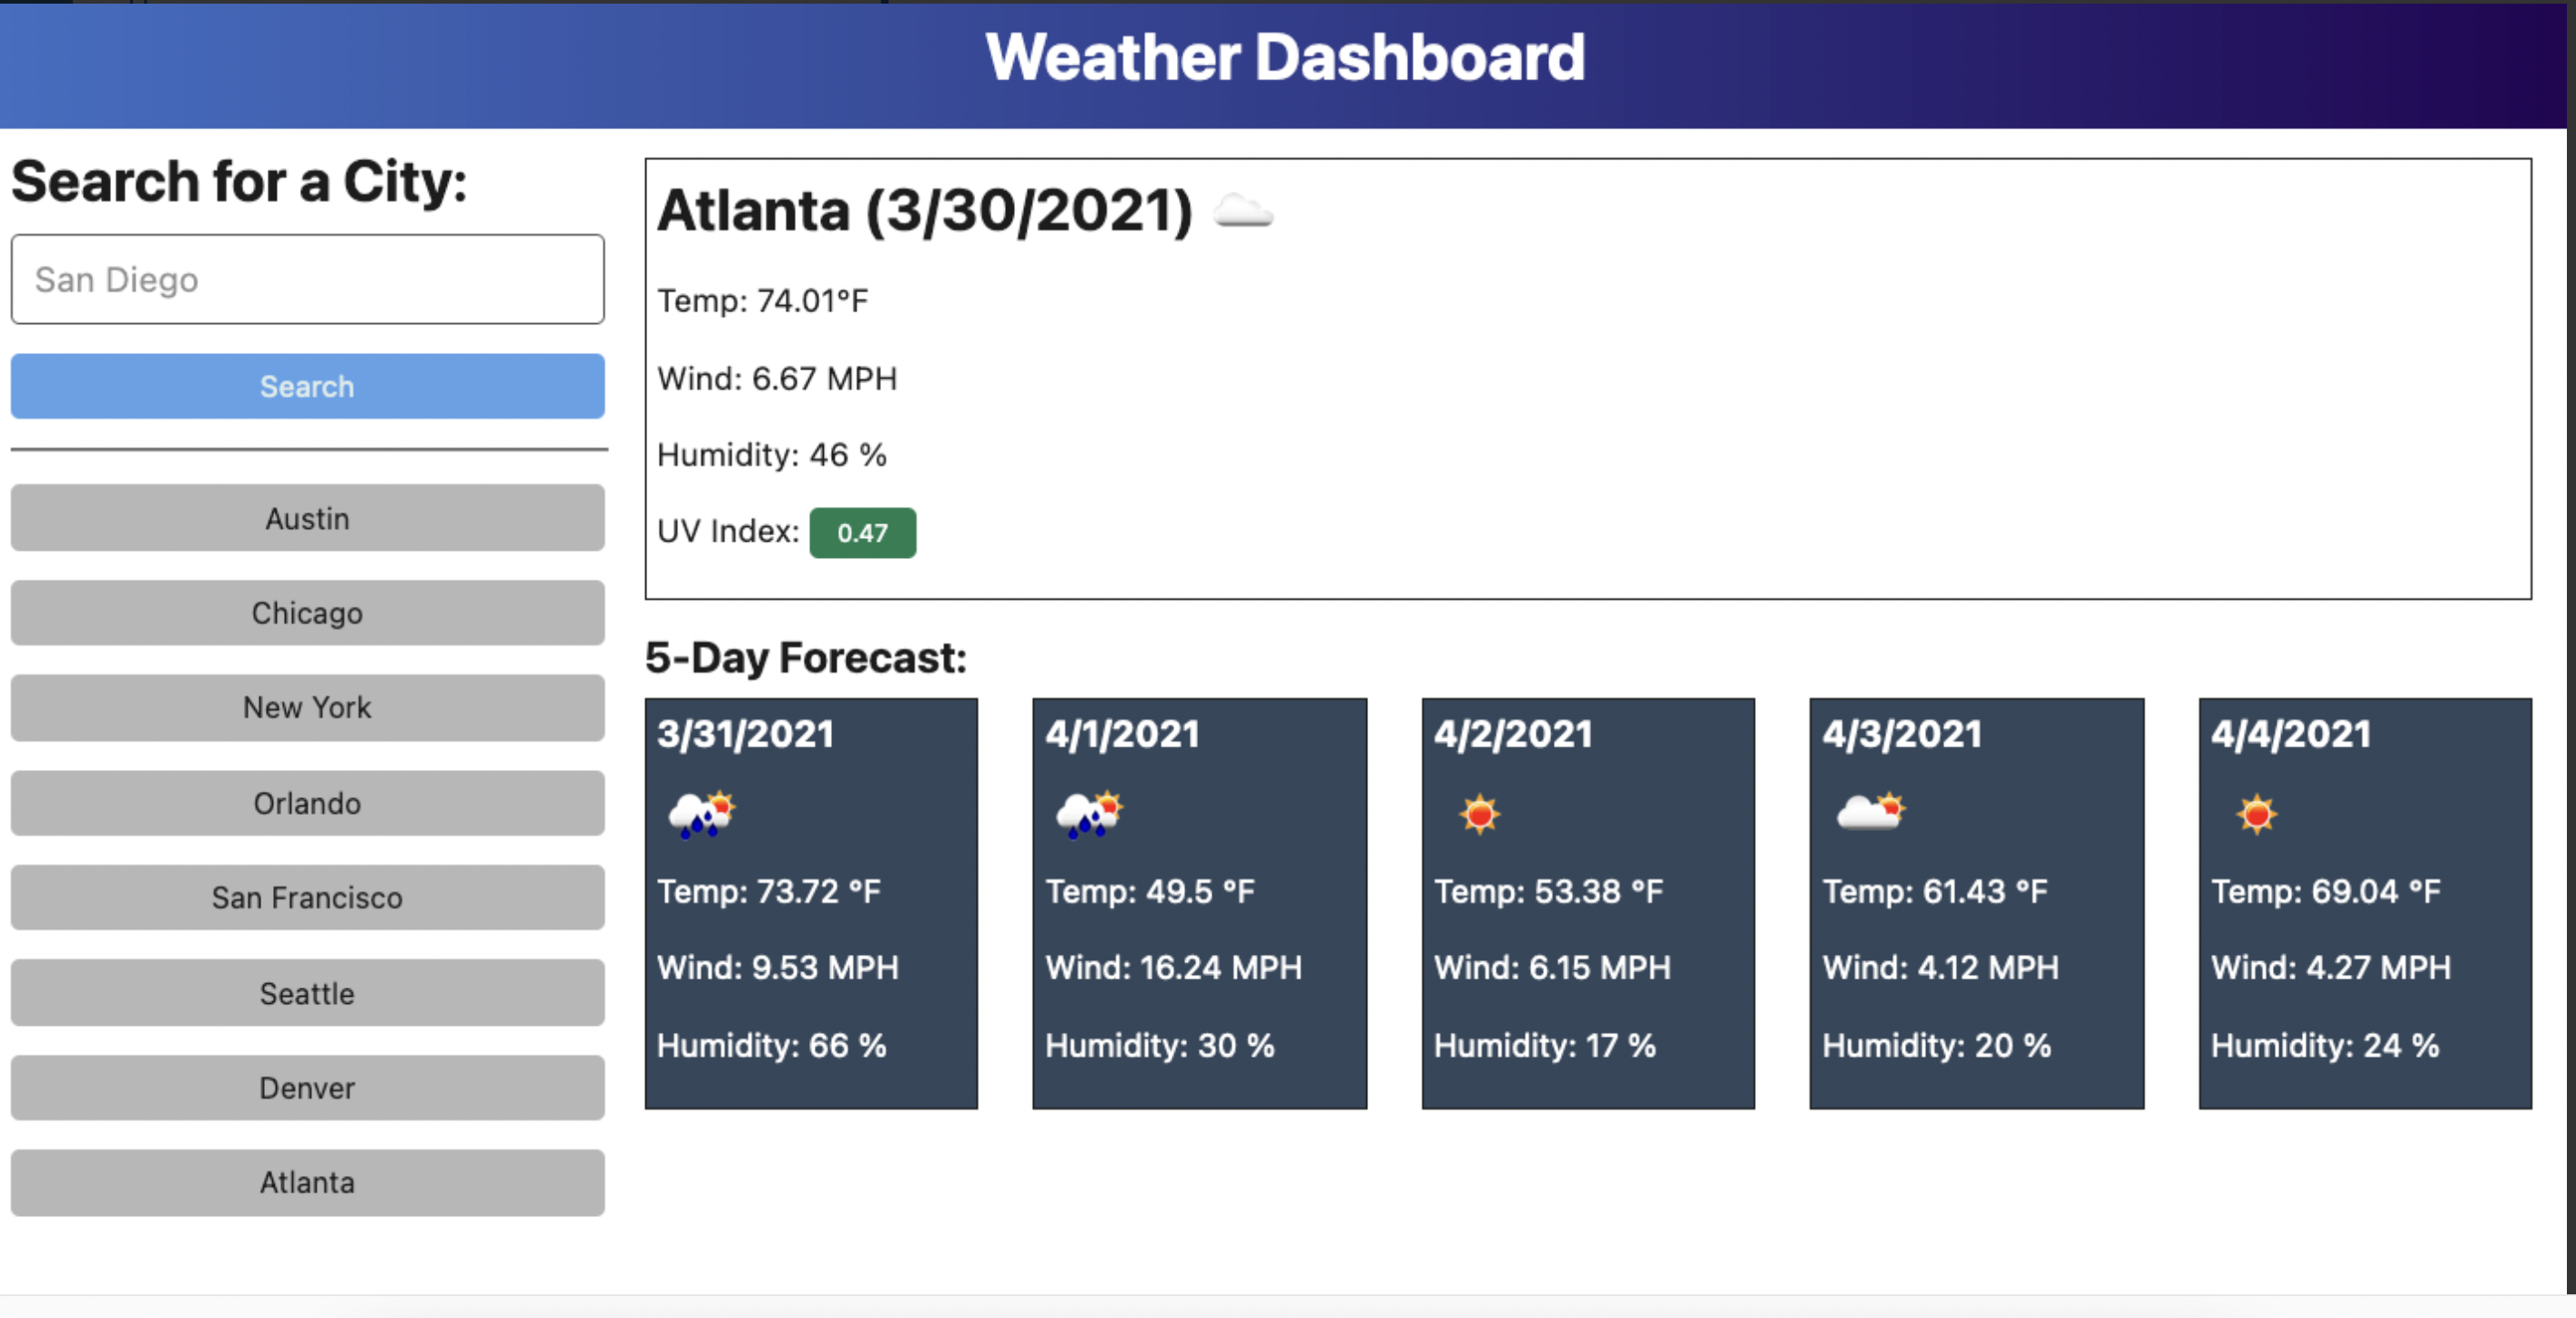 Weather Dashboard
Search for a City:
San Diego
Search
Austin
Chicago
New York
Orlando
San Francisco
Seattle
Denver
Atlanta
Atlanta (3/30/2021)
Temp: 74.01°F
Wind: 6.67 MPH
Humidity: 46 %
UV Index: 0.47
5-Day Forecast:
3/31/2021
Temp: 73.72 °F
Wind: 9.53 MPH
Humidity: 66 %
4/1/2021
Temp: 49.5 °F
Wind: 16.24 MPH
Humidity: 30 %
4/2/2021
Temp: 53.38 °F
Wind: 6.15 MPH
Humidity: 17 %
4/3/2021
Temp: 61.43 °F
Wind: 4.12 MPH
Humidity: 20 %
4/4/2021
Temp: 69.04 °F
Wind: 4.27 MPH
Humidity: 24 %